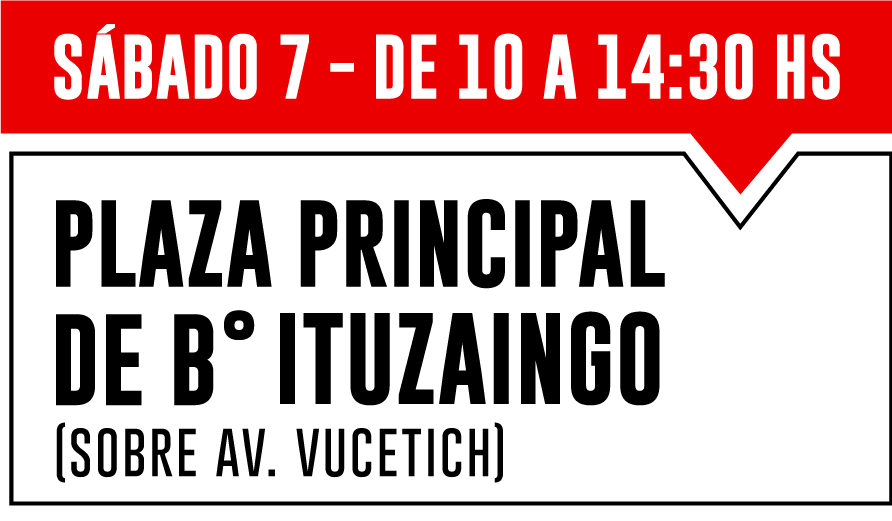 SÁBADO 7 - DE 10 A 14:30 HS
PLAZA PRINCIPAL
DE B° ITUZAINGO
(SOBRE AV. VUCETICH)